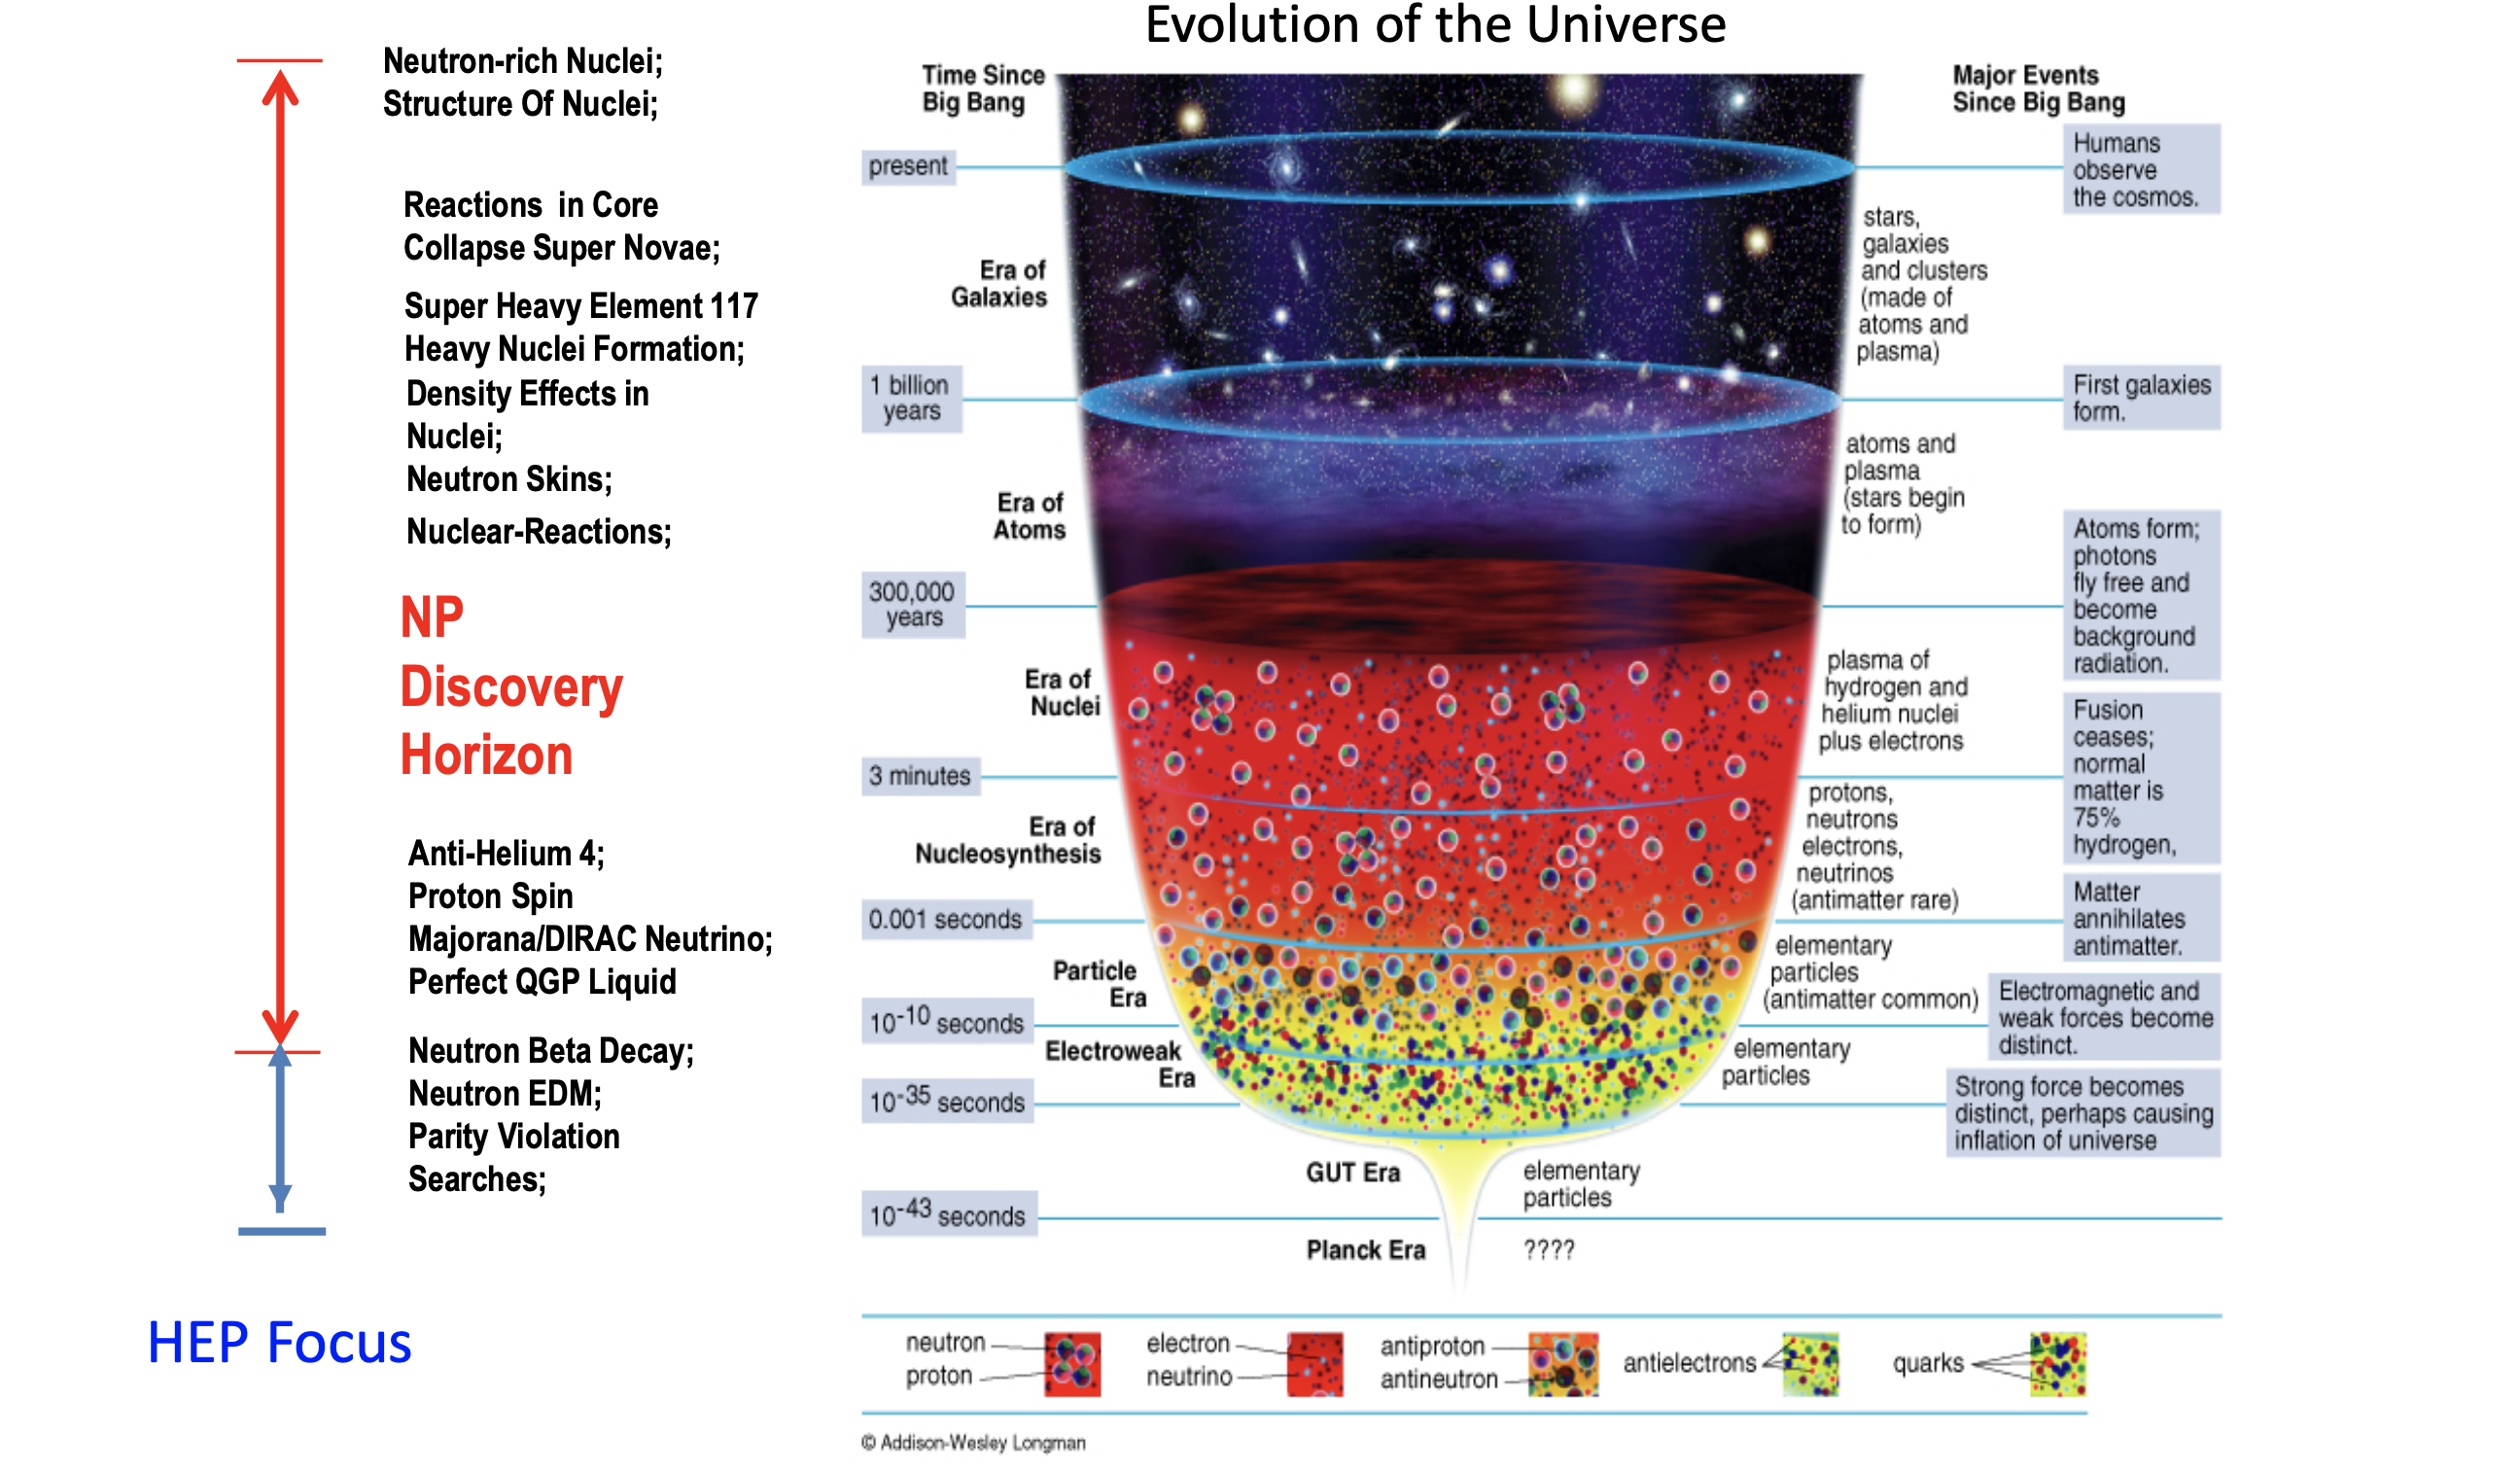 Evolution of the Universe
Neutron-rich Nuclei;
Structure Of Nuclei;
Reactions in Core
Collapse Super Novae;
Super Heavy Element 117
Heavy Nuclei Formation;
Density Effects in
Nuclei;
Neutron Skins;
Nuclear-Reactions;
NP
Discovery
Horizon
Anti-Helium 4;
Proton Spin
Majorana/DIRAC Neutrino;
Perfect QGP Liquid
Neutron Beta Decay;
Neutron EDM;
Parity Violation
Searches;
HEP Focus
Time Since
Big Bang
present
Era of
Galaxies
1 billion
years
Era of
Atoms
300,000
years
Era of
Nuclei
3 minutes
Era of
Nucleosynthesis
0.001 seconds
Particle
Era
10-10 seconds
Electroweak
Era
10-35 seconds
GUT Era
10-43 seconds
Planck Era
stars,
galaxies
and clusters
(made of
atoms and
plasma)
atoms and
plasma
(stars begin
to form)
plasma of
hydrogen and
helium nuclei
plus electrons
protons,
neutrons
electrons,
neutrinos
(antimatter rare)
elementary
particles
(antimatter common)
elementary
particles
elementary
particles
????
Major Events
Since Big Bang
Humans
observe
the cosmos.
First galaxies
form.
Atoms form;
photons
fly free and
become
background
radiation.
Fusion
ceases;
normal
matter is
75%
hydrogen,
Matter
annihilates
antimatter.
Electromagnetic and
weak forces become
distinct.
Strong force becomes
distinct, perhaps causing
inflation of universe
neutron
proton
electron
neutrino
antiproton
antineutron
antielectrons
quarks
© Addison-Wesley Longman